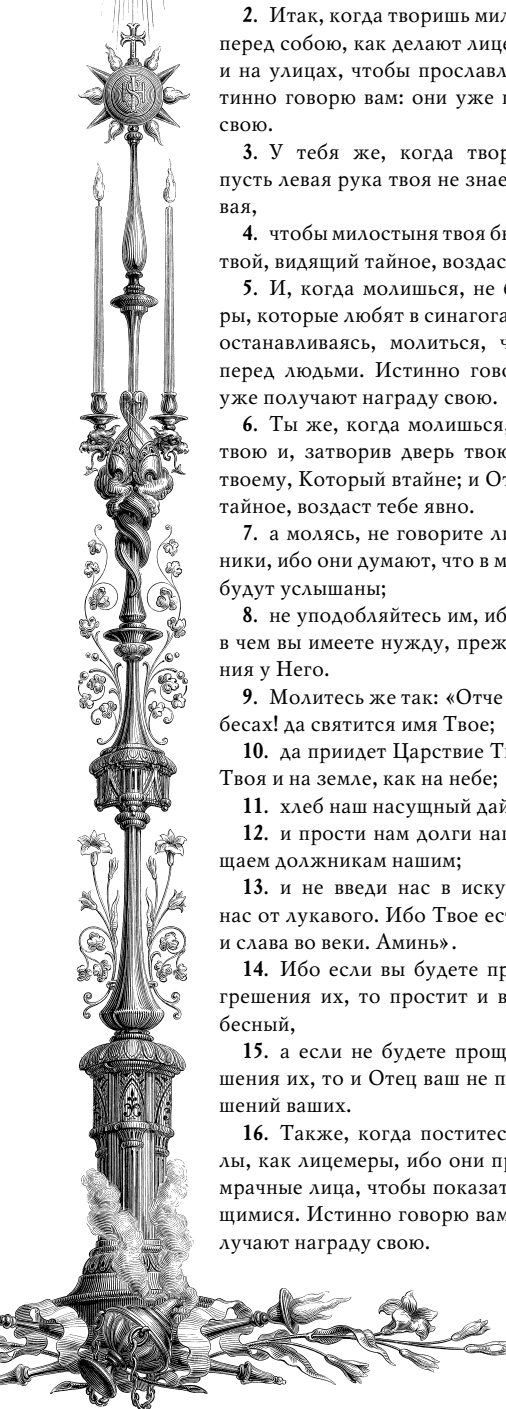 2. Итак, когда творишь мил
перед собою, как делают лице
и на улицах, чтобы прославл
тинно говорю вам: они уже
свою.
3. У тебя же, когда твор
пусть левая рука твоя не знае
вая,
4. чтобы милостыня твоя б
твой, видящий тайное, воздас
5. И, когда молишься, не
ры, которые любят в синагога
останавливаясь, молиться, ч
перед людьми. Истинно гово
уже получают награду свою.
6. Ты же, когда молишься,
твою и, затворив дверь твою
твоему, Который втайне; и От
тайное, воздаст тебе явно.
7. а молясь, не говорите ли
ники, ибо они думают, что в м
будут услышаны;
8. не уподобляйтесь им, иб
в чем вы имеете нужду, преж
ния у Него.
9. Молитесь же так: «Отче
бесах! да святится имя Твое;
10. да приидет Царствие Т
Твоя и на земле, как на небе;
11. хлеб наш насущный дай
12. и прости нам долги наш
щаем должникам нашим;
13. и не введи нас в иску
нас от лукавого. Ибо Твое ес
и слава во веки. Аминь».
14. Ибо если вы будете пр
грешения их, то простит и в
бесный,
15. а если не будете прощ
шения их, то и Отец ваш не п
шений ваших.
16. Также, когда поститес
лы, как лицемеры, ибо они пр
мрачные лица, чтобы показат
щимися. Истинно говорю вам
лучают награду свою.